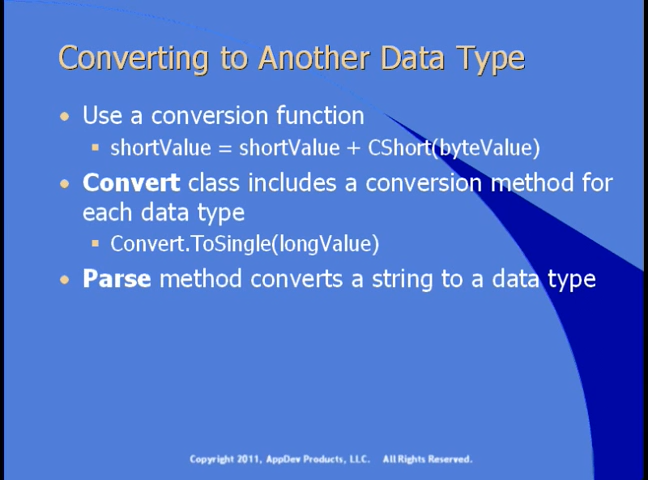 Converting to Another Data Type
• Use a conversion function
▪ shortValue = shortValue + CShort(byteValue)
• Convert class includes a conversion method for
each data type
▪ Convert.ToSingle(longValue)
• Parse method converts a string to a data type
Copyright 2011, AppDev Products, LLC. All Rights Reserved.